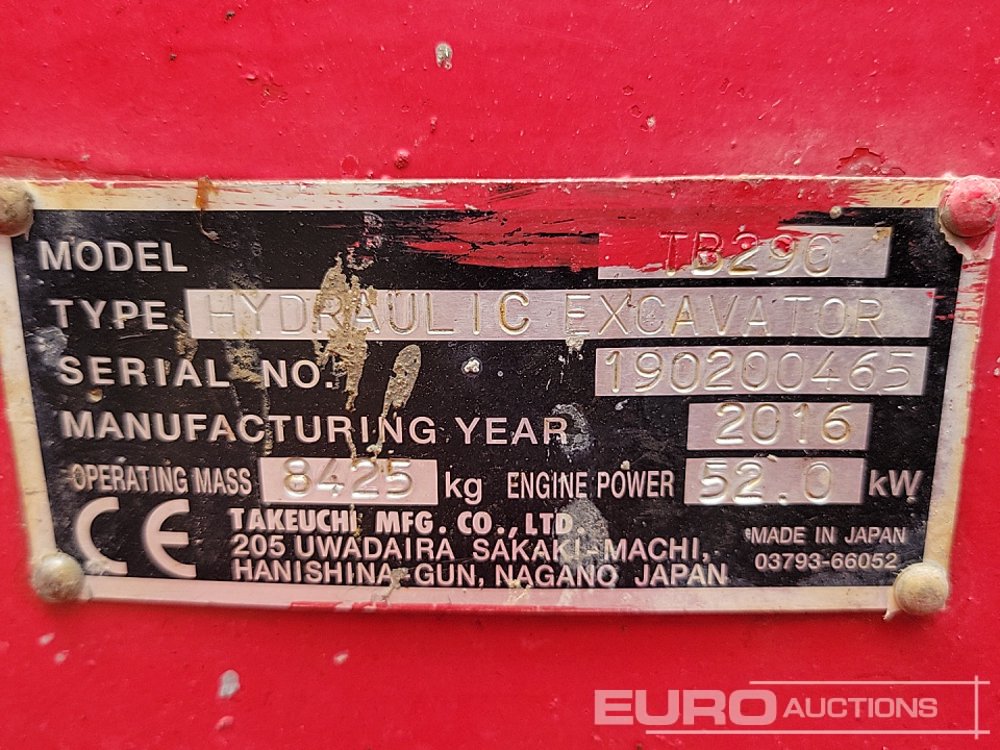 MODEL TB290
TYPE HYDRAULIC EXCAVATOR
SERIAL NO. 190200465
MANUFACTURING YEAR 2016
OPERATING MASS 8425 kg ENGINE POWER 52.0 kW
CE
TAKEUCHI MFG. CO., LTD.
205 UWADAIRA SAKAKI-MACHI,
HANISHINA-GUN, NAGANO JAPAN
MADE IN JAPAN
03793-66052
EURO AUCTIONS